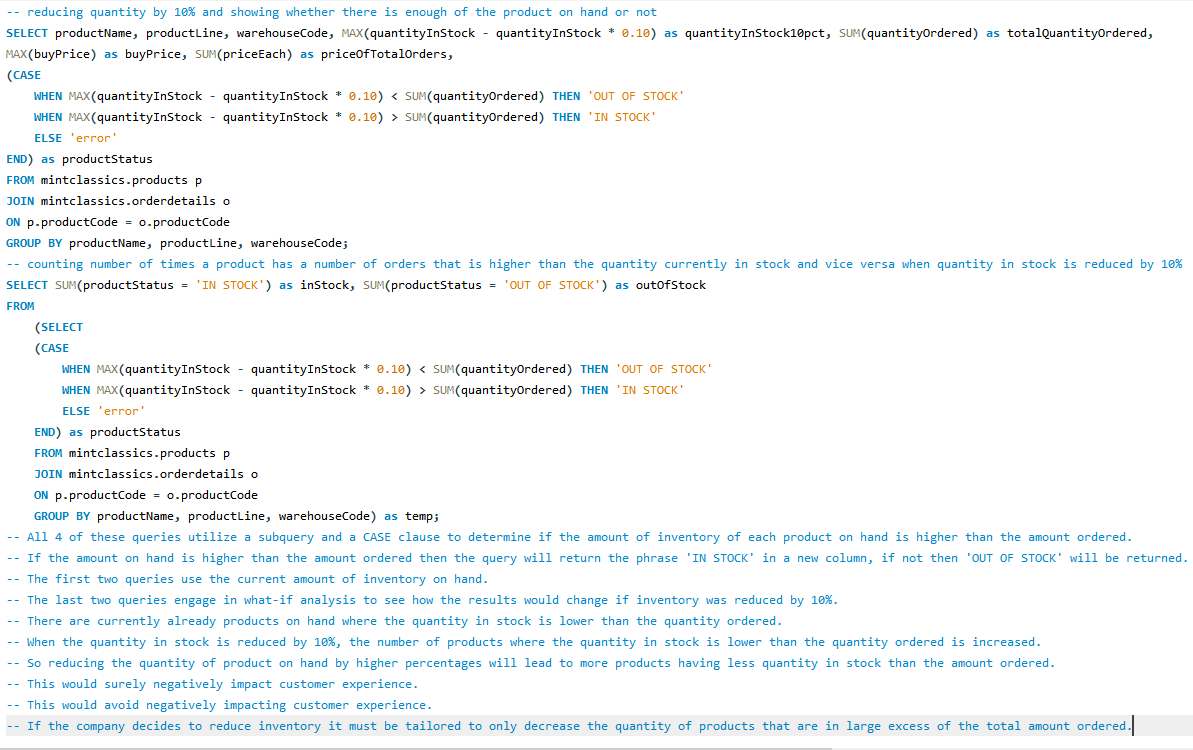 -- reducing quantity by 10% and showing whether there is enough of the product on hand or not
SELECT productName, productLine, warehouseCode, MAX(quantityInStock - quantityInStock * 0.10) as quantityInStock10pct, SUM(quantityOrdered) as totalQuantityOrdered,
MAX(buyPrice) as buyPrice, SUM(priceEach) as priceOfTotalOrders,
(CASE
    WHEN MAX(quantityInStock - quantityInStock * 0.10) < SUM(quantityOrdered) THEN 'OUT OF STOCK'
    WHEN MAX(quantityInStock - quantityInStock * 0.10) > SUM(quantityOrdered) THEN 'IN STOCK'
    ELSE 'error'
END) as productStatus
FROM mintclassics.products p
JOIN mintclassics.orderdetails o
ON p.productCode = o.productCode
GROUP BY productName, productLine, warehouseCode;
-- counting number of times a product has a number of orders that is higher than the quantity currently in stock and vice versa when quantity in stock is reduced by 10%
SELECT SUM(productStatus = 'IN STOCK') as inStock, SUM(productStatus = 'OUT OF STOCK') as outOfStock
FROM
    (SELECT
    (CASE
        WHEN MAX(quantityInStock - quantityInStock * 0.10) < SUM(quantityOrdered) THEN 'OUT OF STOCK'
        WHEN MAX(quantityInStock - quantityInStock * 0.10) > SUM(quantityOrdered) THEN 'IN STOCK'
        ELSE 'error'
    END) as productStatus
    FROM mintclassics.products p
    JOIN mintclassics.orderdetails o
    ON p.productCode = o.productCode
    GROUP BY productName, productLine, warehouseCode) as temp;
-- All 4 of these queries utilize a subquery and a CASE clause to determine if the amount of inventory of each product on hand is higher than the amount ordered.
-- If the amount on hand is higher than the amount ordered then the query will return the phrase 'IN STOCK' in a new column, if not then 'OUT OF STOCK' will be returned.
-- The first two queries use the current amount of inventory on hand.
-- The last two queries engage in what-if analysis to see how the results would change if inventory was reduced by 10%.
-- There are currently already products on hand where the quantity in stock is lower than the quantity ordered.
-- When the quantity in stock is reduced by 10%, the number of products where the quantity in stock is lower than the quantity ordered is increased.
-- So reducing the quantity of product on hand by higher percentages will lead to more products having less quantity in stock than the amount ordered.
-- This would surely negatively impact customer experience.
-- This would avoid negatively impacting customer experience.
-- If the company decides to reduce inventory it must be tailored to only decrease the quantity of products that are in large excess of the total amount ordered.